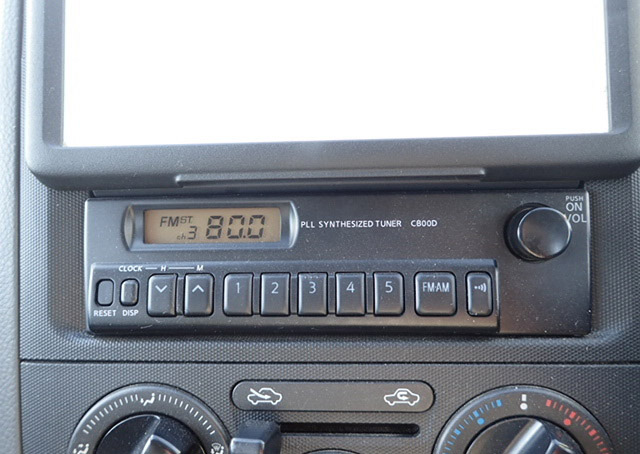 FM ST. ch 3 80.0
PLL SYNTHESIZED TUNER C800D
PUSH
ON
VOL
CLOCK H M
1 2 3 4 5 FM·AM
RESET DISP